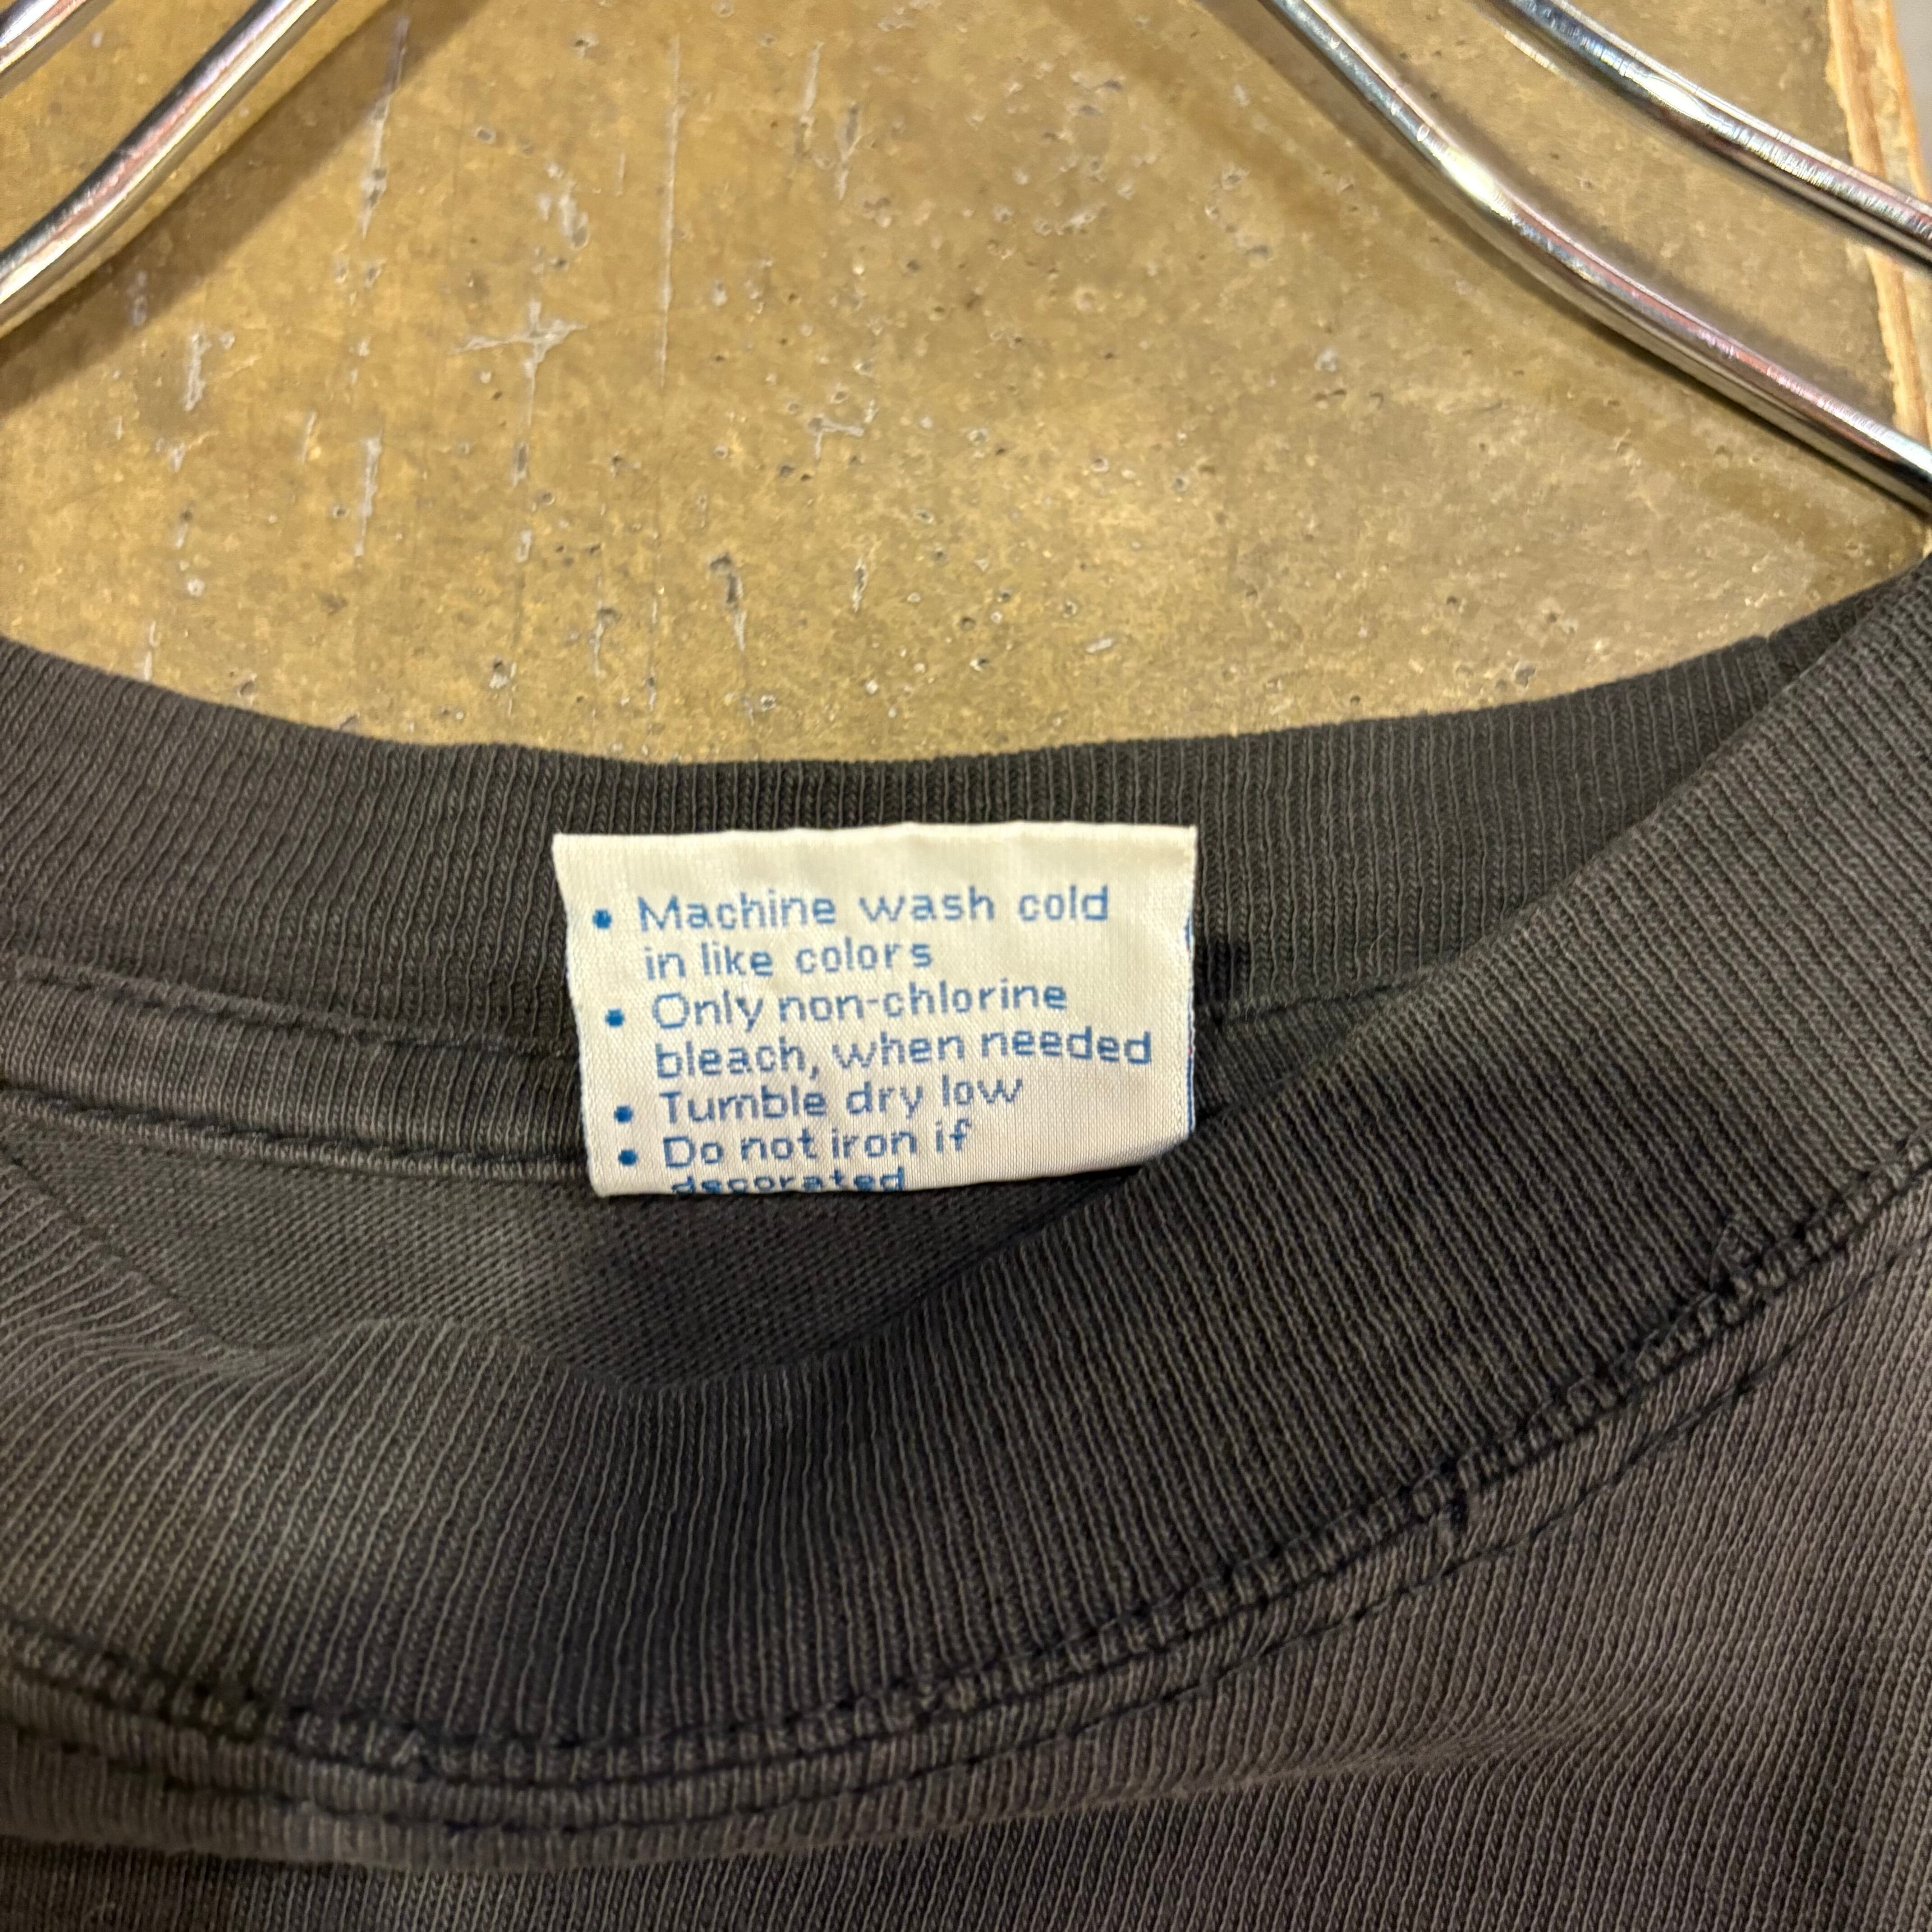 • Machine wash cold
in like colors
• Only non-chlorine
bleach, when needed
• Tumble dry low
• Do not iron if
decorated